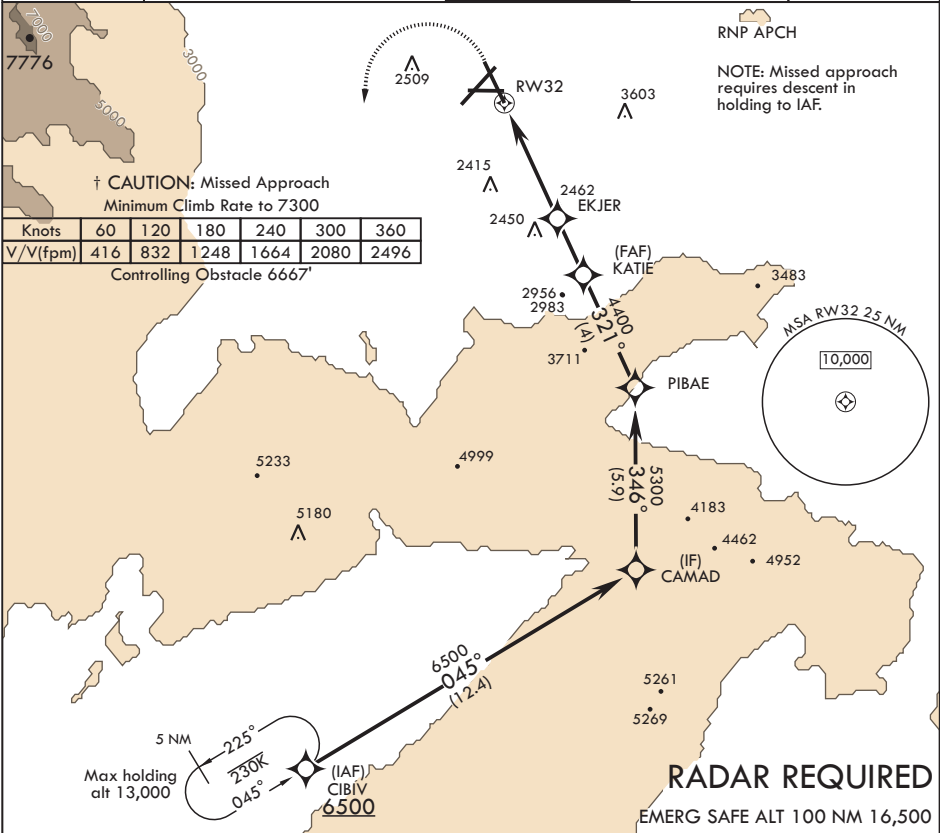 7000
7776
3000
5000
2509
RW32
3603
RNP APCH
NOTE: Missed approach
requires descent in
holding to IAF.
† CAUTION: Missed Approach
Minimum Climb Rate to 7300
Knots 60 120 180 240 300 360
V/V(fpm) 416 832 1248 1664 2080 2496
Controlling Obstacle 6667'
2415
2462
EKJER
2450
(FAF)
KATIE
2956
2983
3483
4400
321°
(4)
3711
PIBAE
MSA RW32 25 NM
10,000
5233
4999
5180
5300
346°
(5.9)
4183
4462
4952
(IF)
CAMAD
6500
045°
(12.4)
5261
5269
5 NM
225°
230K
045°
Max holding
alt 13,000
(IAF)
CIBIV
6500
RADAR REQUIRED
EMERG SAFE ALT 100 NM 16,500